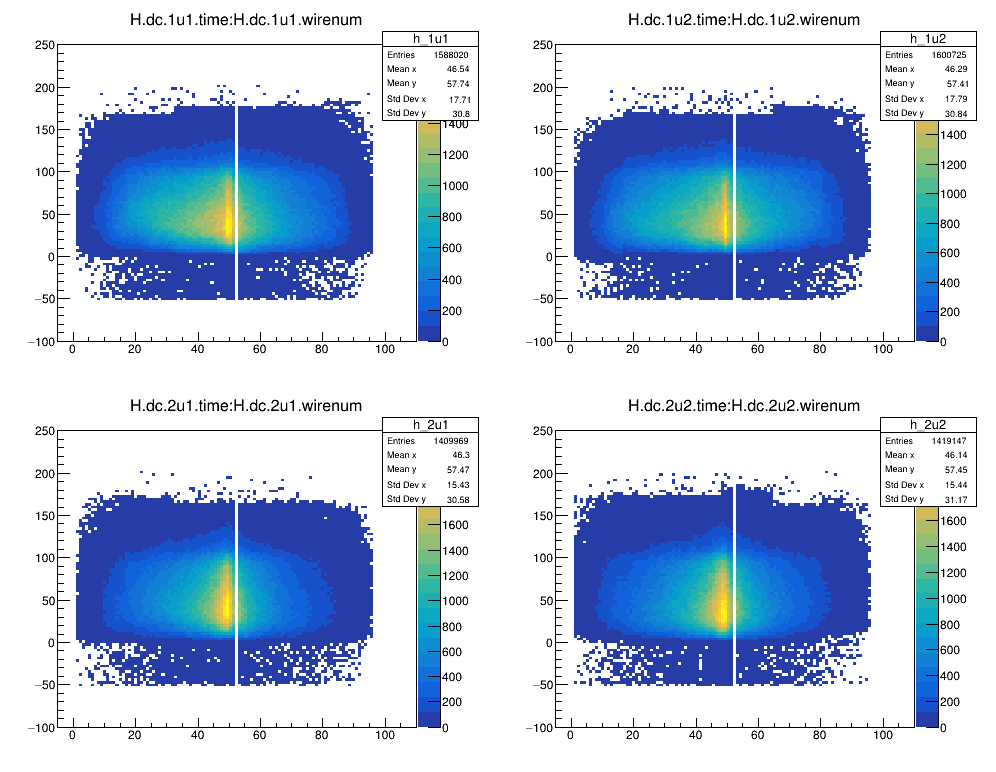 H.dc.1u1.time:H.dc.1u1.wirenum
h_1u1
Entries 1588020
Mean x 46.54
Mean y 57.74
Std Dev x 17.71
Std Dev y 30.8
250
200
150
100
50
0
−50
−100
0 20 40 60 80 100
1400
1200
1000
800
600
400
200
0
H.dc.1u2.time:H.dc.1u2.wirenum
h_1u2
Entries 1600725
Mean x 46.29
Mean y 57.41
Std Dev x 17.79
Std Dev y 30.84
250
200
150
100
50
0
−50
−100
0 20 40 60 80 100
1400
1200
1000
800
600
400
200
0
H.dc.2u1.time:H.dc.2u1.wirenum
h_2u1
Entries 1409969
Mean x 46.3
Mean y 57.47
Std Dev x 15.43
Std Dev y 30.58
250
200
150
100
50
0
−50
−100
0 20 40 60 80 100
1600
1400
1200
1000
800
600
400
200
0
H.dc.2u2.time:H.dc.2u2.wirenum
h_2u2
Entries 1419147
Mean x 46.14
Mean y 57.45
Std Dev x 15.44
Std Dev y 31.17
250
200
150
100
50
0
−50
−100
0 20 40 60 80 100
1600
1400
1200
1000
800
600
400
200
0